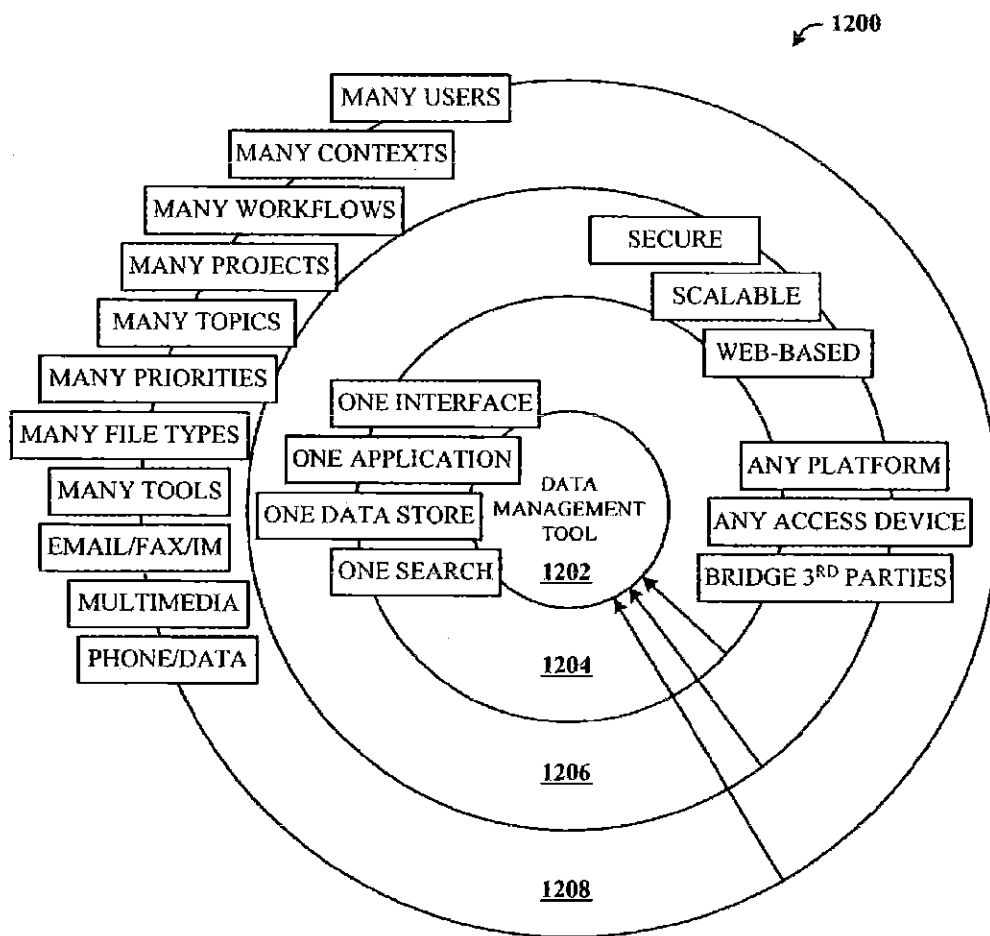 1200
MANY USERS
MANY CONTEXTS
MANY WORKFLOWS
MANY PROJECTS
MANY TOPICS
MANY PRIORITIES
MANY FILE TYPES
MANY TOOLS
EMAIL/FAX/IM
MULTIMEDIA
PHONE/DATA
SECURE
SCALABLE
WEB-BASED
ANY PLATFORM
ANY ACCESS DEVICE
BRIDGE 3RD PARTIES
ONE INTERFACE
ONE APPLICATION
ONE DATA STORE
ONE SEARCH
DATA
MANAGEMENT
TOOL
1202
1204
1206
1208